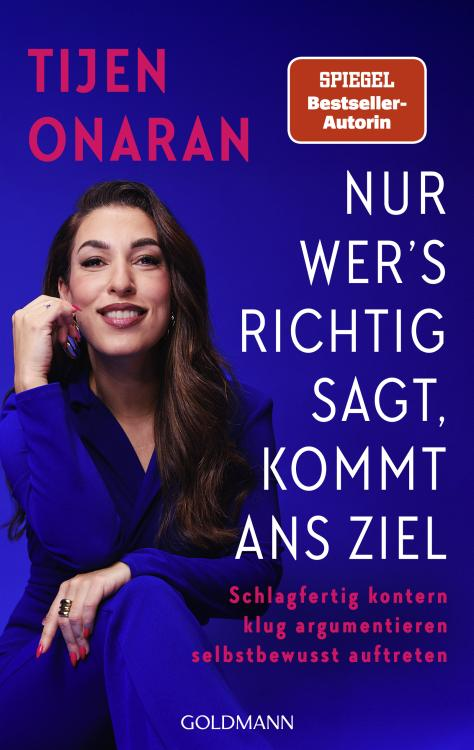 TIJEN
ONARAN
SPIEGEL
Bestseller-
Autorin
NUR
WER'S
RICHTIG
SAGT,
KOMMT
ANS ZIEL
Schlagfertig kontern
klug argumentieren
selbstbewusst auftreten
GOLDMANN